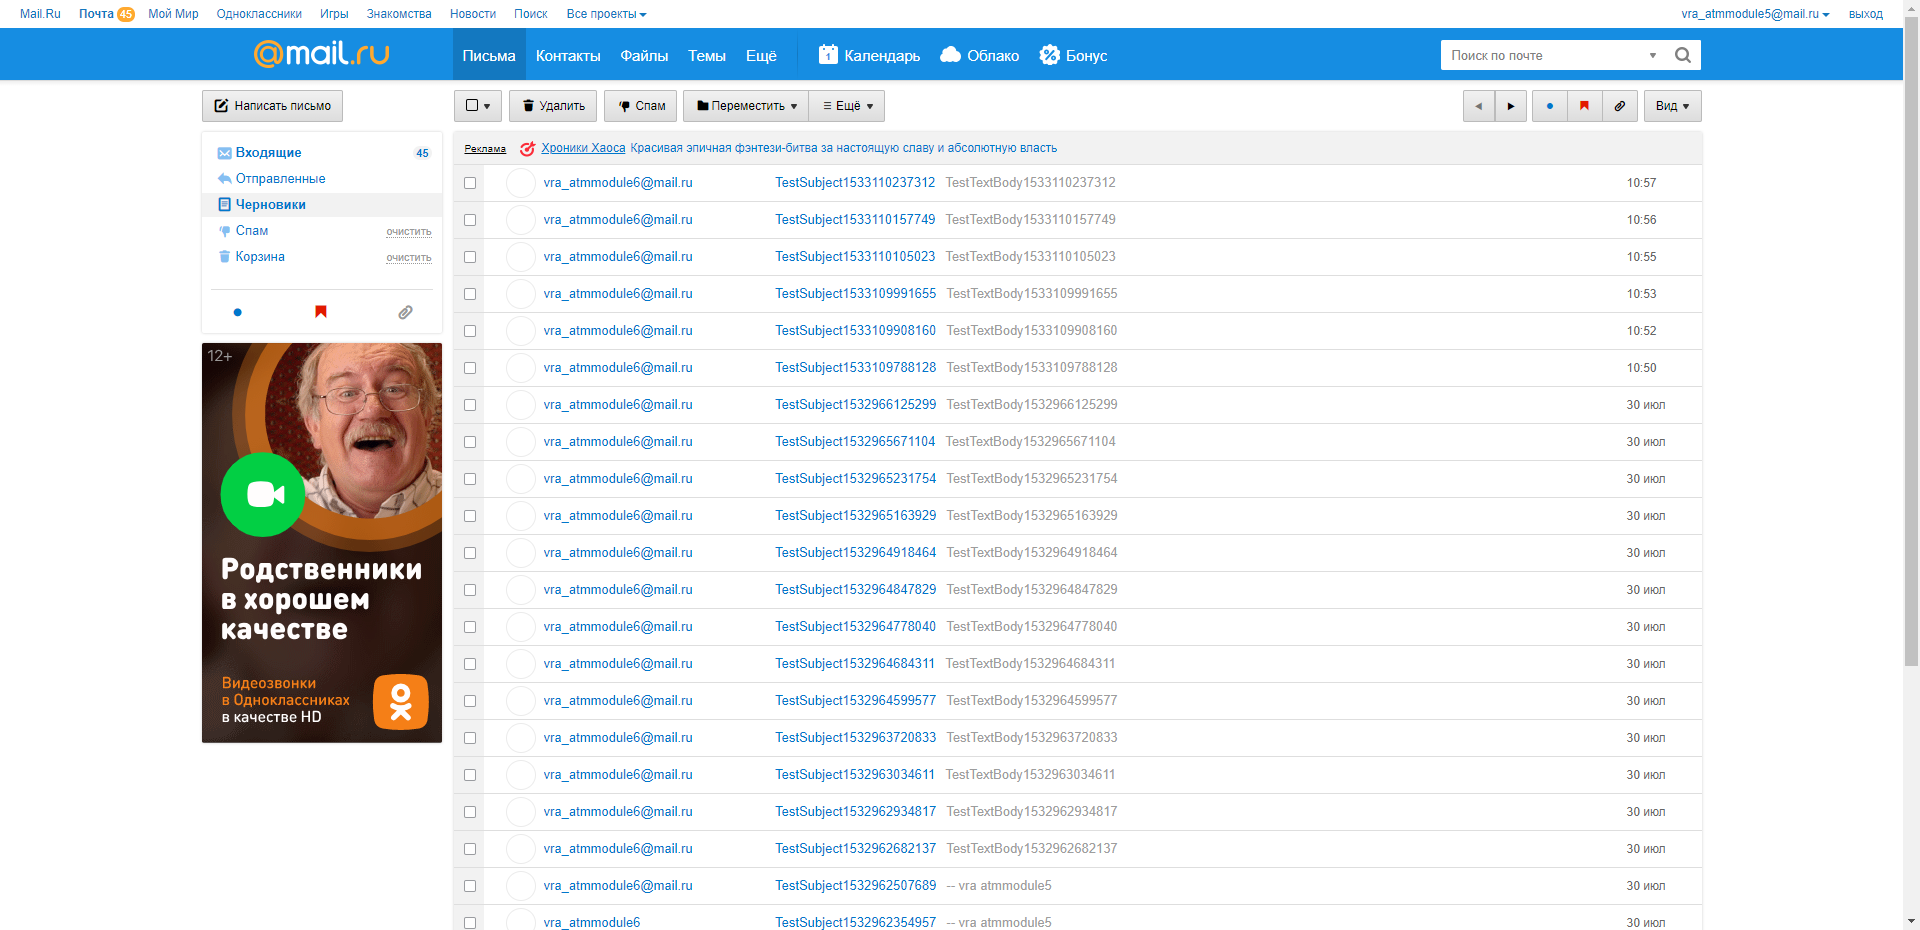 Mail.Ru Почта 45 Мой Мир Одноклассники Игры Знакомства Новости Поиск Все проекты vra_atmmodule5@mail.ru выход
@mail.ru Письма Контакты Файлы Темы Ещё 1 Календарь Облако % Бонус Поиск по почте
Написать письмо Удалить Спам Переместить Ещё Вид
Входящие 45
Отправленные
Черновики
Спам очистить
Корзина очистить
12+
Родственники
в хорошем
качестве
Видеозвонки
в Одноклассниках
в качестве HD
Реклама Хроники Хаоса Красивая эпичная фэнтези-битва за настоящую славу и абсолютную власть
vra_atmmodule6@mail.ru TestSubject1533110237312 TestTextBody1533110237312 10:57
vra_atmmodule6@mail.ru TestSubject1533110157749 TestTextBody1533110157749 10:56
vra_atmmodule6@mail.ru TestSubject1533110105023 TestTextBody1533110105023 10:55
vra_atmmodule6@mail.ru TestSubject1533109991655 TestTextBody1533109991655 10:53
vra_atmmodule6@mail.ru TestSubject1533109908160 TestTextBody1533109908160 10:52
vra_atmmodule6@mail.ru TestSubject1533109788128 TestTextBody1533109788128 10:50
vra_atmmodule6@mail.ru TestSubject1532966125299 TestTextBody1532966125299 30 июл
vra_atmmodule6@mail.ru TestSubject1532965671104 TestTextBody1532965671104 30 июл
vra_atmmodule6@mail.ru TestSubject1532965231754 TestTextBody1532965231754 30 июл
vra_atmmodule6@mail.ru TestSubject1532965163929 TestTextBody1532965163929 30 июл
vra_atmmodule6@mail.ru TestSubject1532964918464 TestTextBody1532964918464 30 июл
vra_atmmodule6@mail.ru TestSubject1532964847829 TestTextBody1532964847829 30 июл
vra_atmmodule6@mail.ru TestSubject1532964778040 TestTextBody1532964778040 30 июл
vra_atmmodule6@mail.ru TestSubject1532964684311 TestTextBody1532964684311 30 июл
vra_atmmodule6@mail.ru TestSubject1532964599577 TestTextBody1532964599577 30 июл
vra_atmmodule6@mail.ru TestSubject1532963720833 TestTextBody1532963720833 30 июл
vra_atmmodule6@mail.ru TestSubject1532963034611 TestTextBody1532963034611 30 июл
vra_atmmodule6@mail.ru TestSubject1532962934817 TestTextBody1532962934817 30 июл
vra_atmmodule6@mail.ru TestSubject1532962682137 TestTextBody1532962682137 30 июл
vra_atmmodule6@mail.ru TestSubject1532962507689 -- vra atmmodule5 30 июл
vra_atmmodule6 TestSubject1532962354957 -- vra atmmodule5 30 июл